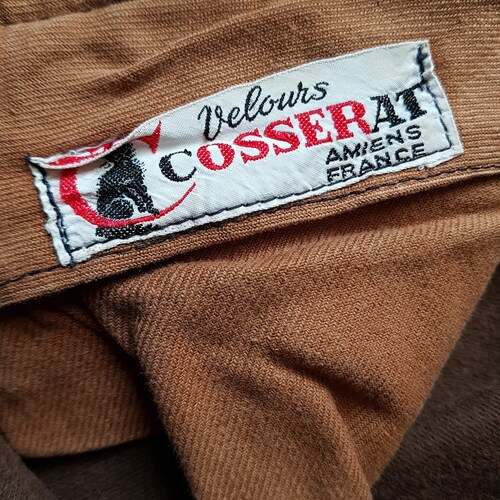 Velours
COSSERAT
AMIENS
FRANCE